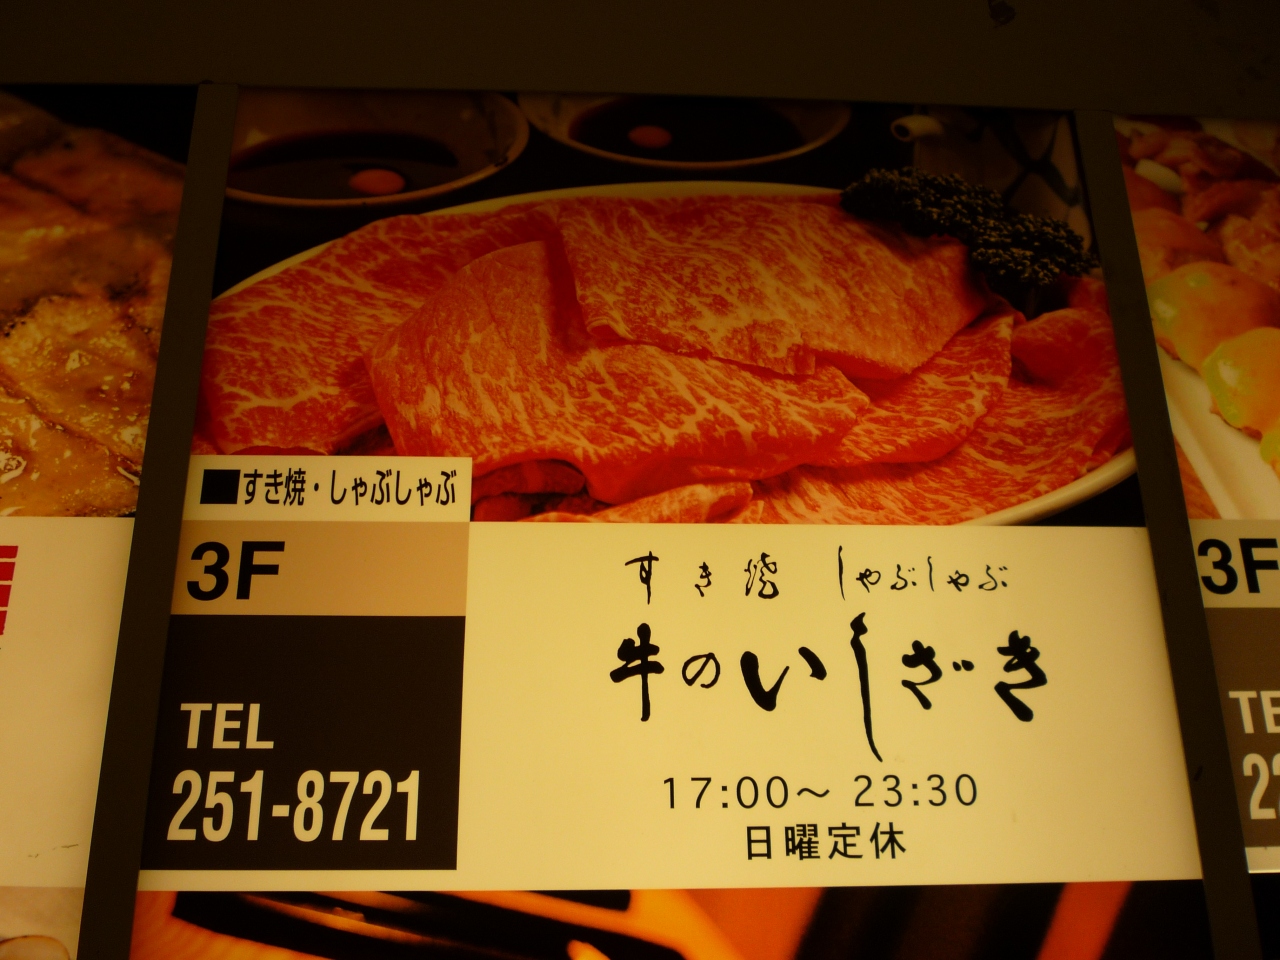 ■すき焼・しゃぶしゃぶ
3F
TEL
251-8721
すき焼 しゃぶしゃぶ
牛のいしざき
17:00〜 23:30
日曜定休
3F